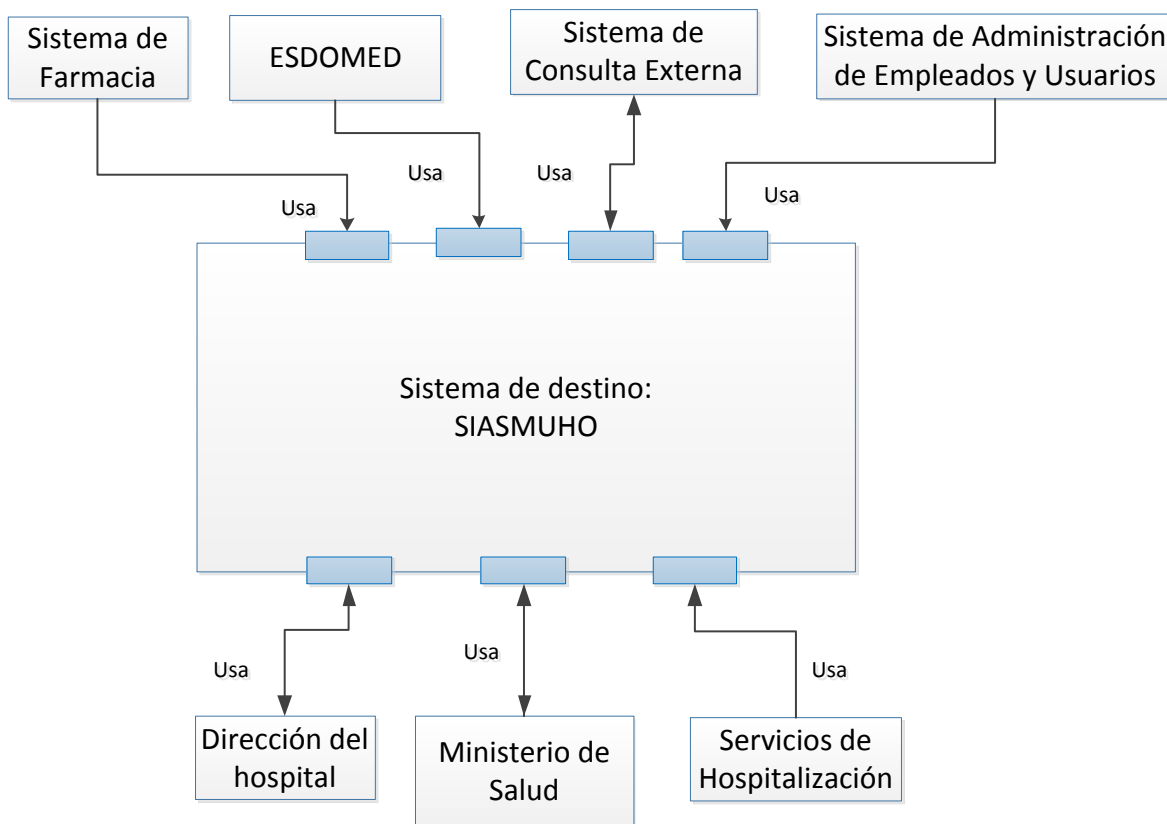 Sistema de
Farmacia
ESDOMED
Sistema de
Consulta Externa
Sistema de Administración
de Empleados y Usuarios
Usa
Usa
Usa
Usa
Sistema de destino:
SIASMUHO
Usa
Usa
Usa
Dirección del
hospital
Ministerio de
Salud
Servicios de
Hospitalización